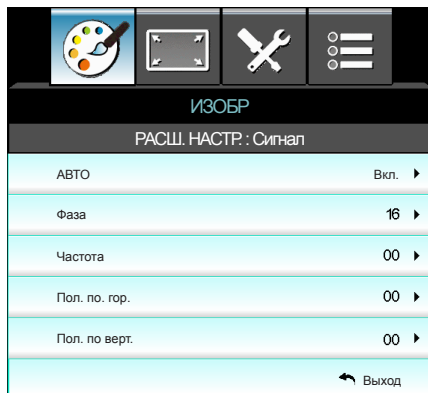 ИЗОБР
РАСШ. НАСТР. : Сигнал
АВТО Вкл.
Фаза 16
Частота 00
Пол. по. гор. 00
Пол. по верт. 00
Выход